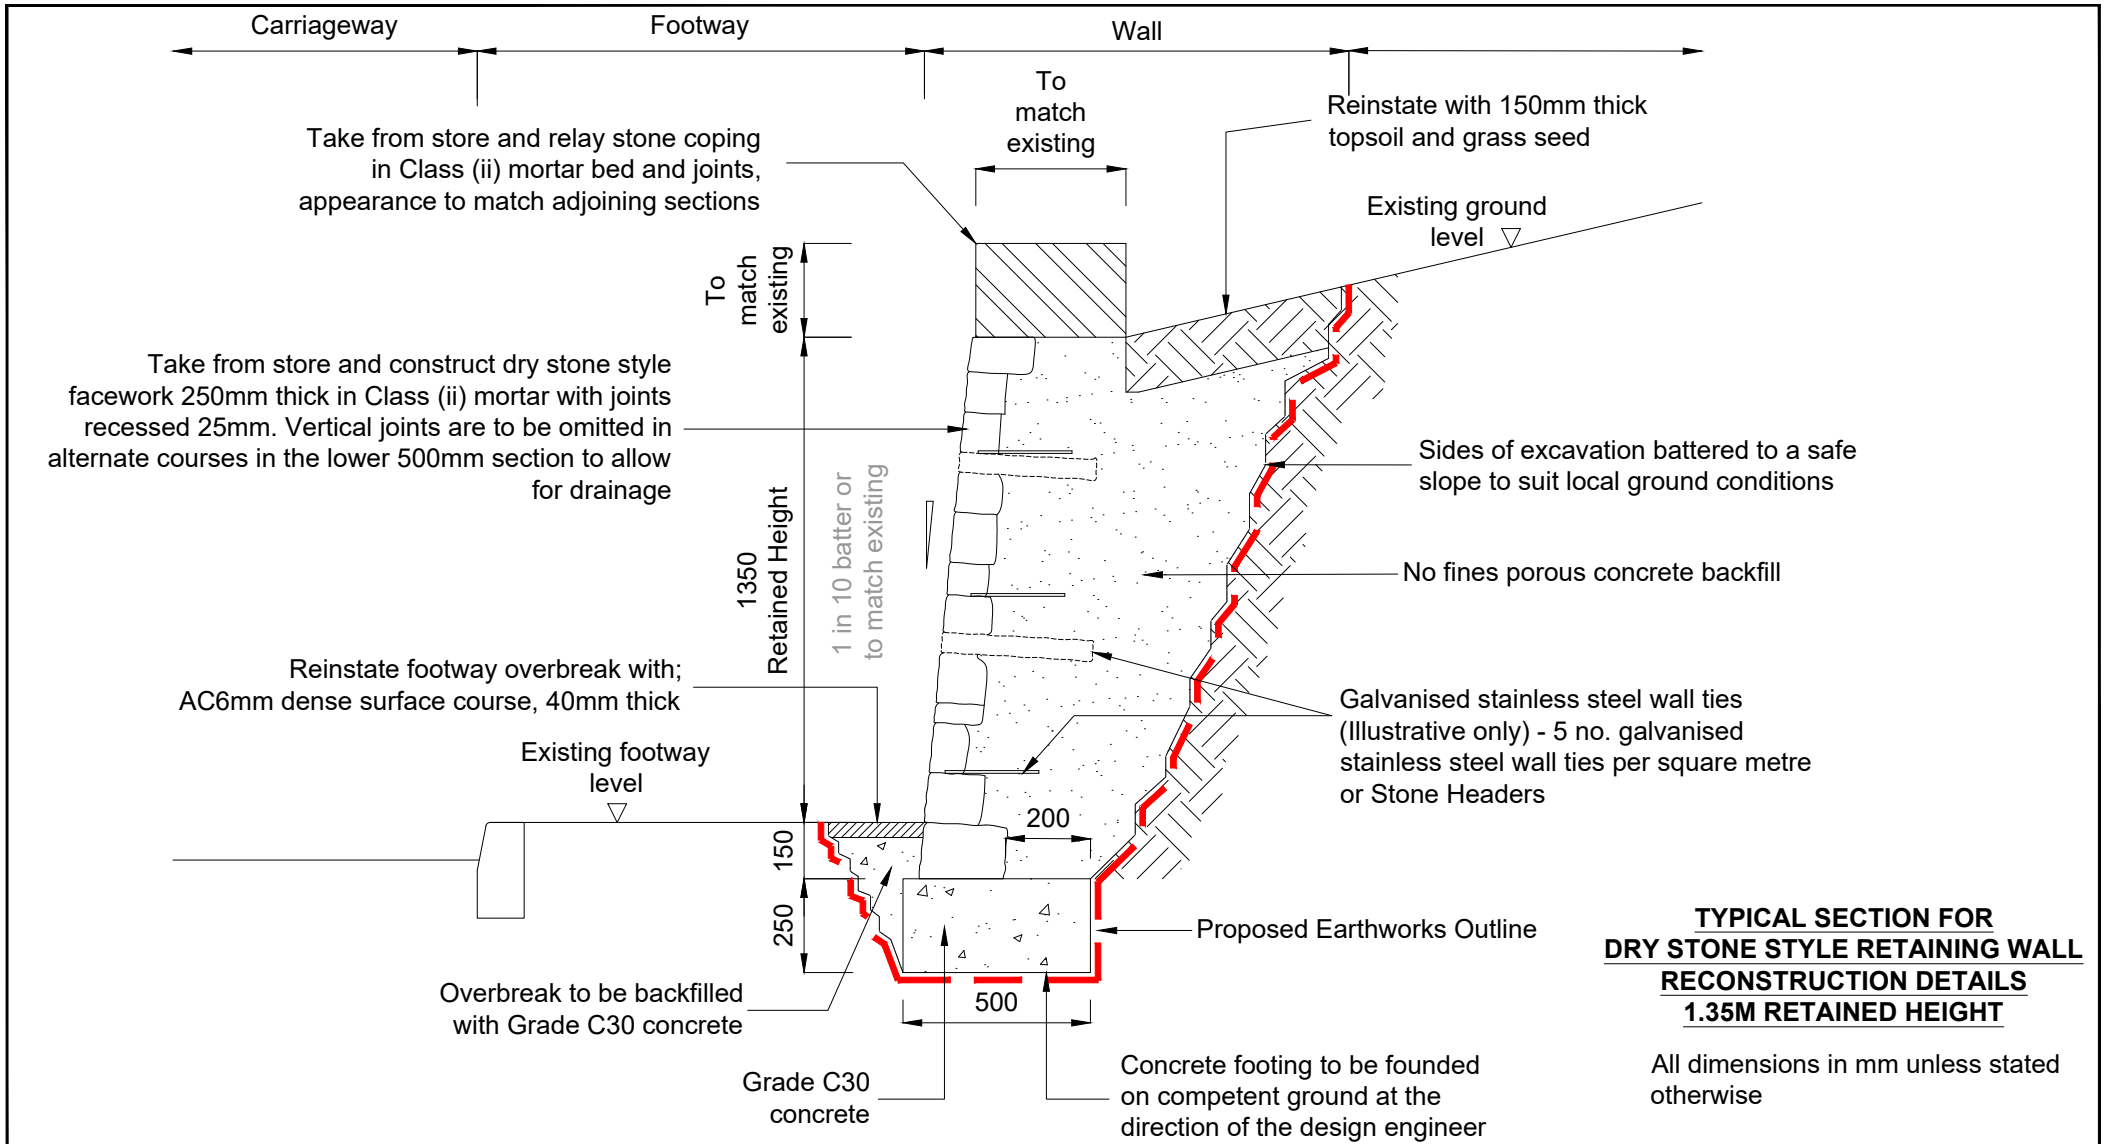 Carriageway
Footway
Wall
To
match
existing
Reinstate with 150mm thick
topsoil and grass seed
Take from store and relay stone coping
in Class (ii) mortar bed and joints,
appearance to match adjoining sections
Existing ground
level
To
match
existing
Take from store and construct dry stone style
facework 250mm thick in Class (ii) mortar with joints
recessed 25mm. Vertical joints are to be omitted in
alternate courses in the lower 500mm section to allow
for drainage
1350
Retained Height
1 in 10 batter or
to match existing
Sides of excavation battered to a safe
slope to suit local ground conditions
No fines porous concrete backfill
Reinstate footway overbreak with;
AC6mm dense surface course, 40mm thick
Galvanised stainless steel wall ties
(Illustrative only) - 5 no. galvanised
stainless steel wall ties per square metre
or Stone Headers
Existing footway
level
200
150
250
Proposed Earthworks Outline
500
Overbreak to be backfilled
with Grade C30 concrete
Grade C30
concrete
Concrete footing to be founded
on competent ground at the
direction of the design engineer
TYPICAL SECTION FOR
DRY STONE STYLE RETAINING WALL
RECONSTRUCTION DETAILS
1.35M RETAINED HEIGHT
All dimensions in mm unless stated
otherwise